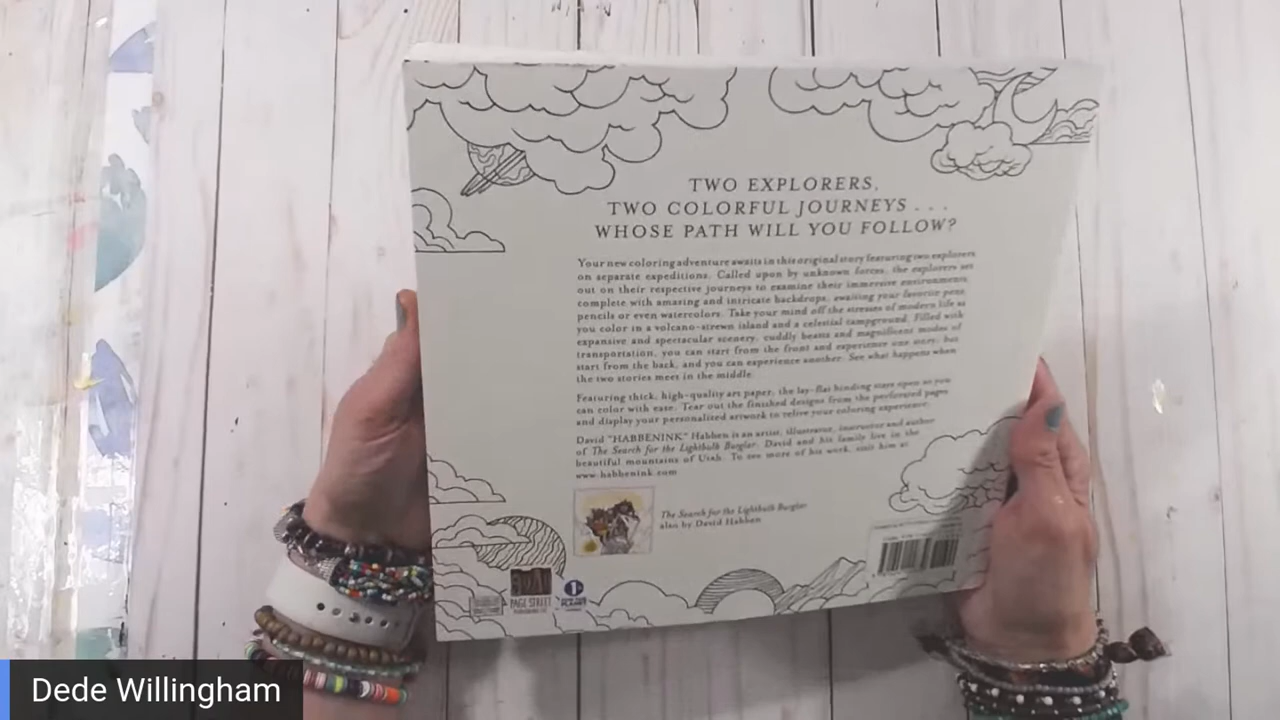 TWO EXPLORERS,
TWO COLORFUL JOURNEYS . . .
WHOSE PATH WILL YOU FOLLOW?
Your new coloring adventure awaits in this original story featuring two explorers
on separate expeditions. Called upon by unknown forces, the explorers set
out on their respective journeys to examine their immersive environments,
complete with amazing and intricate backdrops, awaiting your favorite pens,
pencils or even watercolors. Take your mind off the stresses of modern life as
you color in a volcano-strewn island and a celestial campground. Filled with
expansive and spectacular scenery, cuddly beasts and magnificent modes of
transportation, you can start from the front and experience one story, but
start from the back, and you can experience another. See what happens when
the two stories meet in the middle.
Featuring thick, high-quality art paper, the lay-flat binding stays open so you
can color with ease. Tear out the finished designs from the perforated pages
and display your personalized artwork to relive your coloring experience.
David "HABBENINK" Habben is an artist, illustrator, instructor and author
of The Search for the Lightbulb Burglar. David and his family live in the
beautiful mountains of Utah. To see more of his work, visit him at
www.habbenink.com
The Search for the Lightbulb Burglar
also by David Habben
PAGE STREET
Dede Willingham